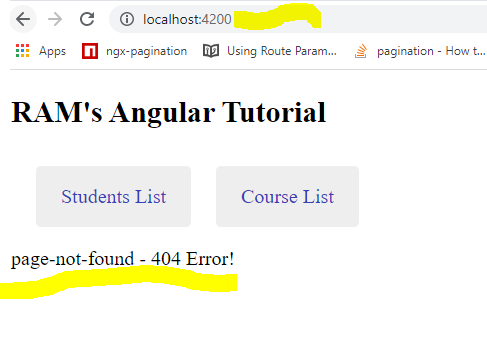 localhost:4200
Apps ngx-pagination Using Route Param... pagination - How t...
RAM's Angular Tutorial
Students List Course List
page-not-found - 404 Error!